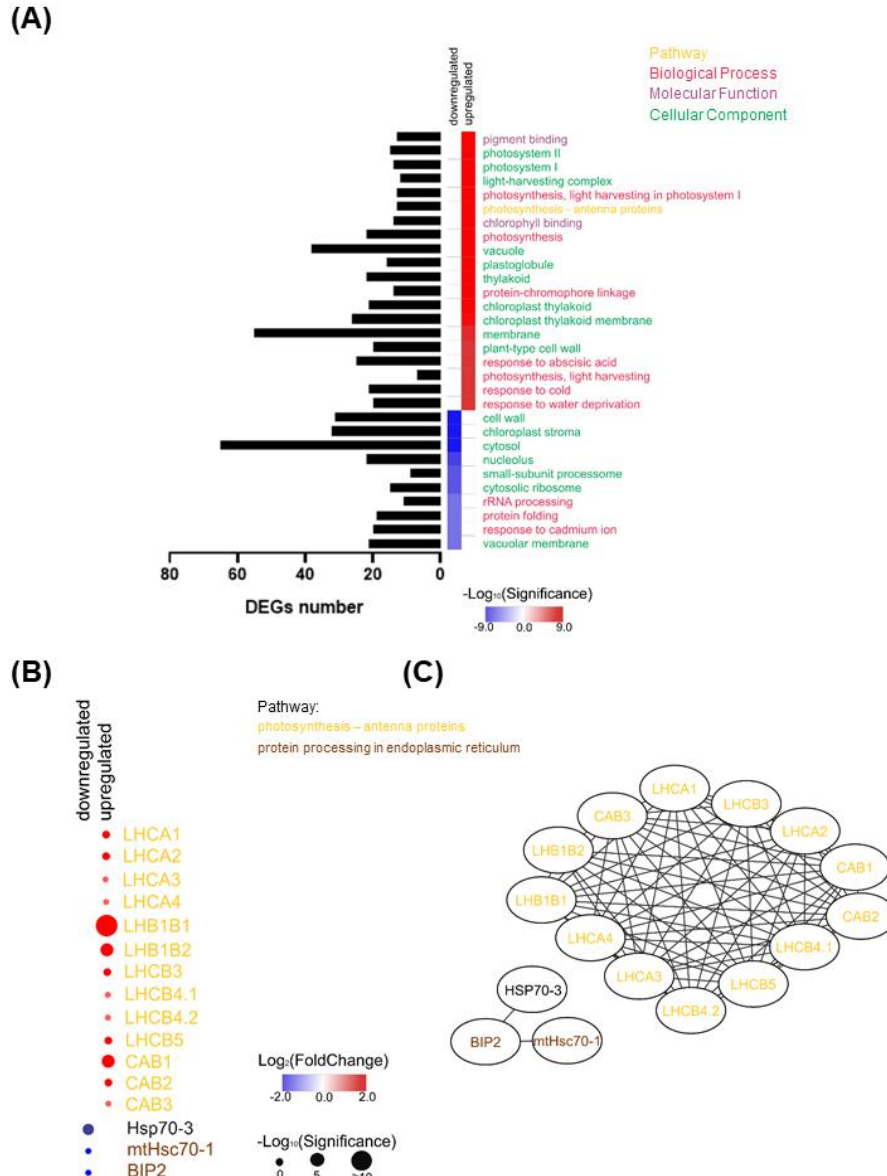 (A)
downregulated
upregulated
Pathway
Biological Process
Molecular Function
Cellular Component
pigment binding
photosystem II
photosystem I
light-harvesting complex
photosynthesis, light harvesting in photosystem I
photosynthesis - antenna proteins
chlorophyll binding
photosynthesis
vacuole
plastoglobule
thylakoid
protein-chromophore linkage
chloroplast thylakoid
chloroplast thylakoid membrane
membrane
plant-type cell wall
response to abscisic acid
photosynthesis, light harvesting
response to cold
response to water deprivation
cell wall
chloroplast stroma
cytosol
nucleolus
small-subunit processome
cytosolic ribosome
rRNA processing
protein folding
response to cadmium ion
vacuolar membrane
80 60 40 20 0
DEGs number
-Log₁₀(Significance)
-9.0 0.0 9.0
(B)
downregulated
upregulated
Pathway:
photosynthesis – antenna proteins
protein processing in endoplasmic reticulum
LHCA1
LHCA2
LHCA3
LHCA4
LHB1B1
LHB1B2
LHCB3
LHCB4.1
LHCB4.2
LHCB5
CAB1
CAB2
CAB3
Hsp70-3
mtHsc70-1
BIP2
Log₂(FoldChange)
-2.0 0.0 2.0
-Log₁₀(Significance)
0 5 >10
(C)
LHCA1
LHCB3
CAB3
LHCA2
LHB1B2
CAB1
LHB1B1
CAB2
LHCA4
LHCB4.1
LHCA3
LHCB5
LHCB4.2
HSP70-3
BIP2
mtHsc70-1